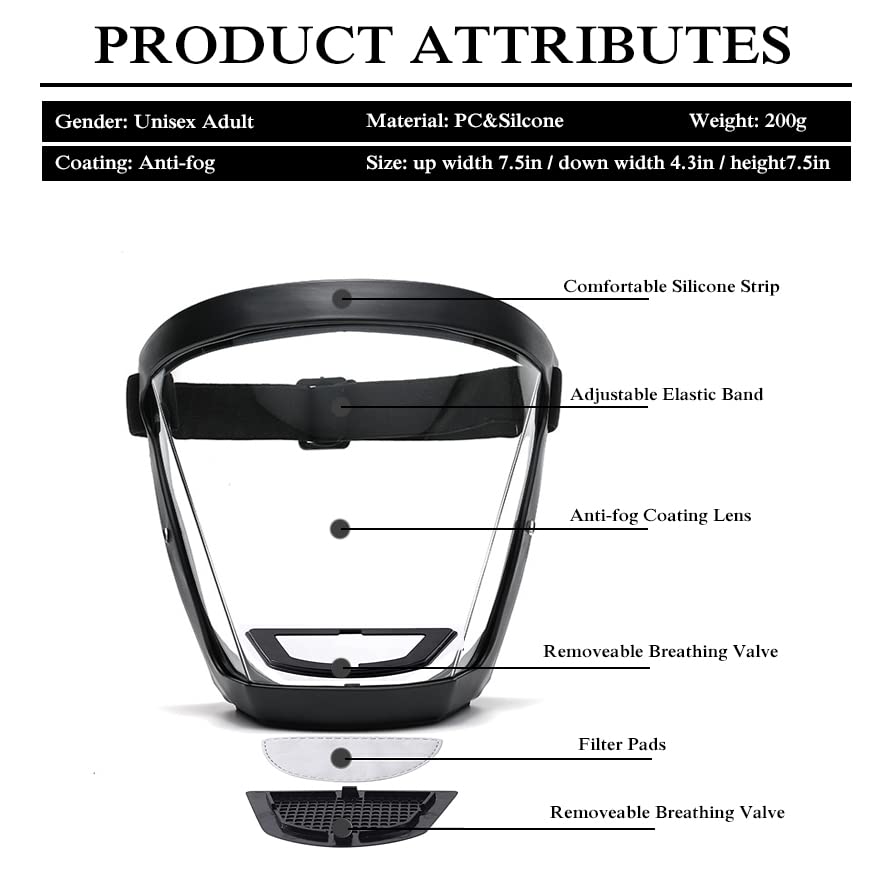 PRODUCT ATTRIBUTES
Gender: Unisex Adult Material: PC&Silcone Weight: 200g
Coating: Anti-fog Size: up width 7.5in / down width 4.3in / height7.5in
Comfortable Silicone Strip
Adjustable Elastic Band
Anti-fog Coating Lens
Removeable Breathing Valve
Filter Pads
Removeable Breathing Valve